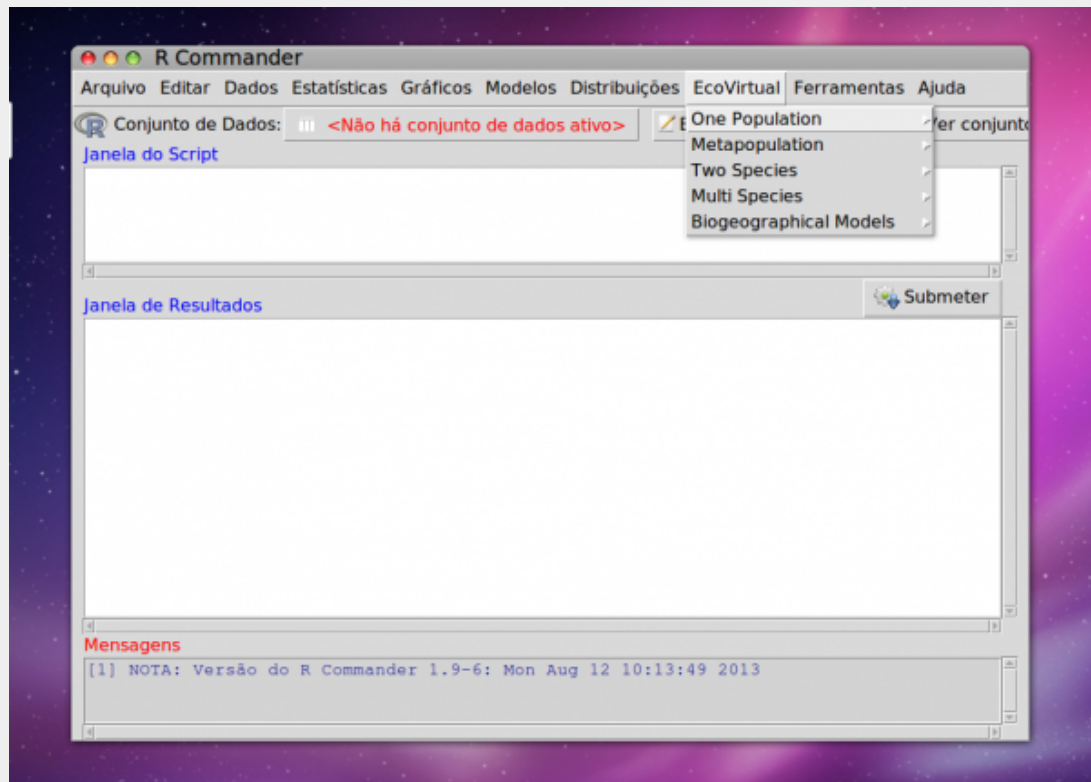 R Commander
Arquivo Editar Dados Estatísticas Gráficos Modelos Distribuições EcoVirtual Ferramentas Ajuda
R Conjunto de Dados: <Não há conjunto de dados ativo>
One Population
Metapopulation
Two Species
Multi Species
Biogeographical Models
Janela do Script
Submeter
Janela de Resultados
Mensagens
[1] NOTA: Versão do R Commander 1.9-6: Mon Aug 12 10:13:49 2013